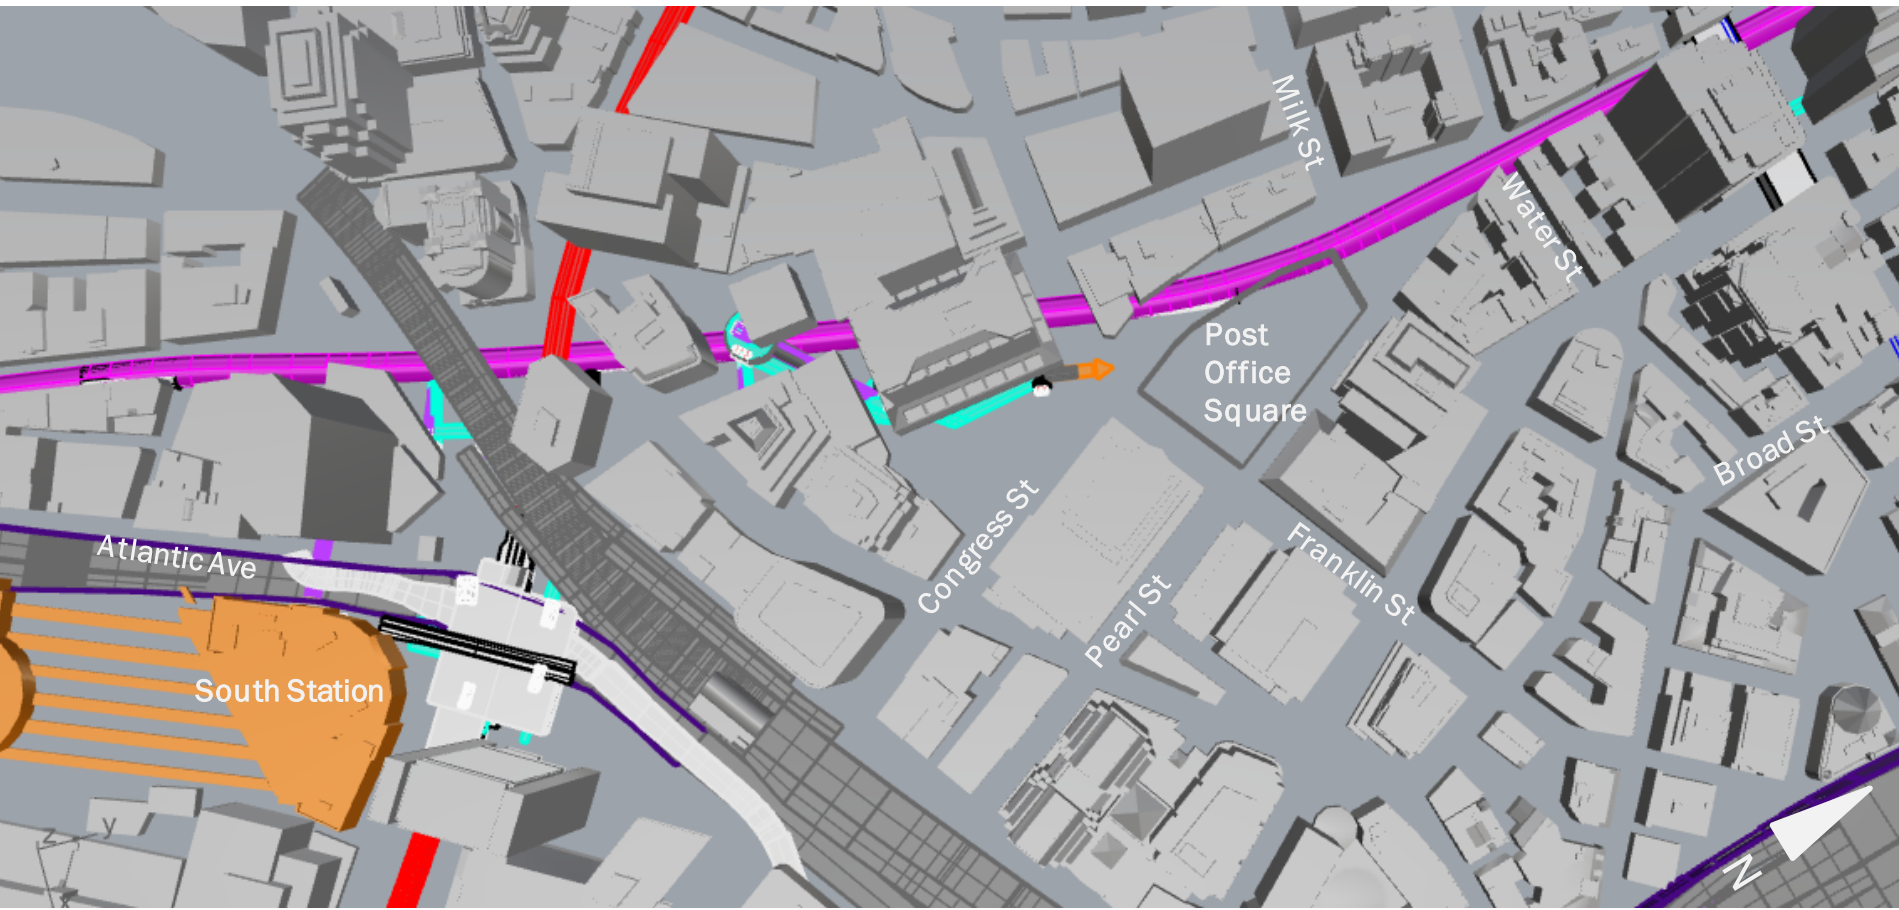 Milk St
Water St
Post
Office
Square
Broad St
Congress St
Franklin St
Atlantic Ave
Pearl St
South Station
z
y
N